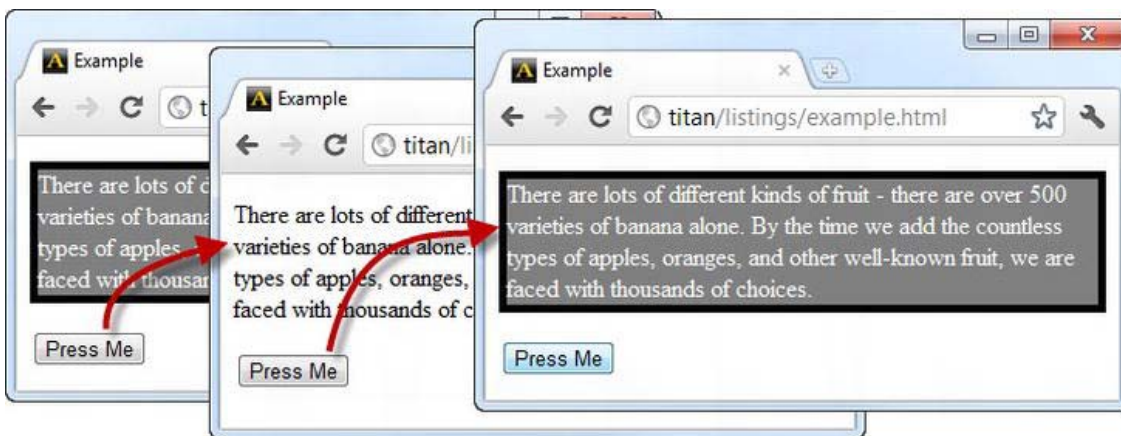 Example
There are lots of d
varieties of banana
types of apples
faced with thousan
Press Me
Example
titan/li
There are lots of different
varieties of banana alone.
types of apples, oranges,
faced with thousands of c
Press Me
Example
titan/listings/example.html
There are lots of different kinds of fruit - there are over 500
varieties of banana alone. By the time we add the countless
types of apples, oranges, and other well-known fruit, we are
faced with thousands of choices.
Press Me